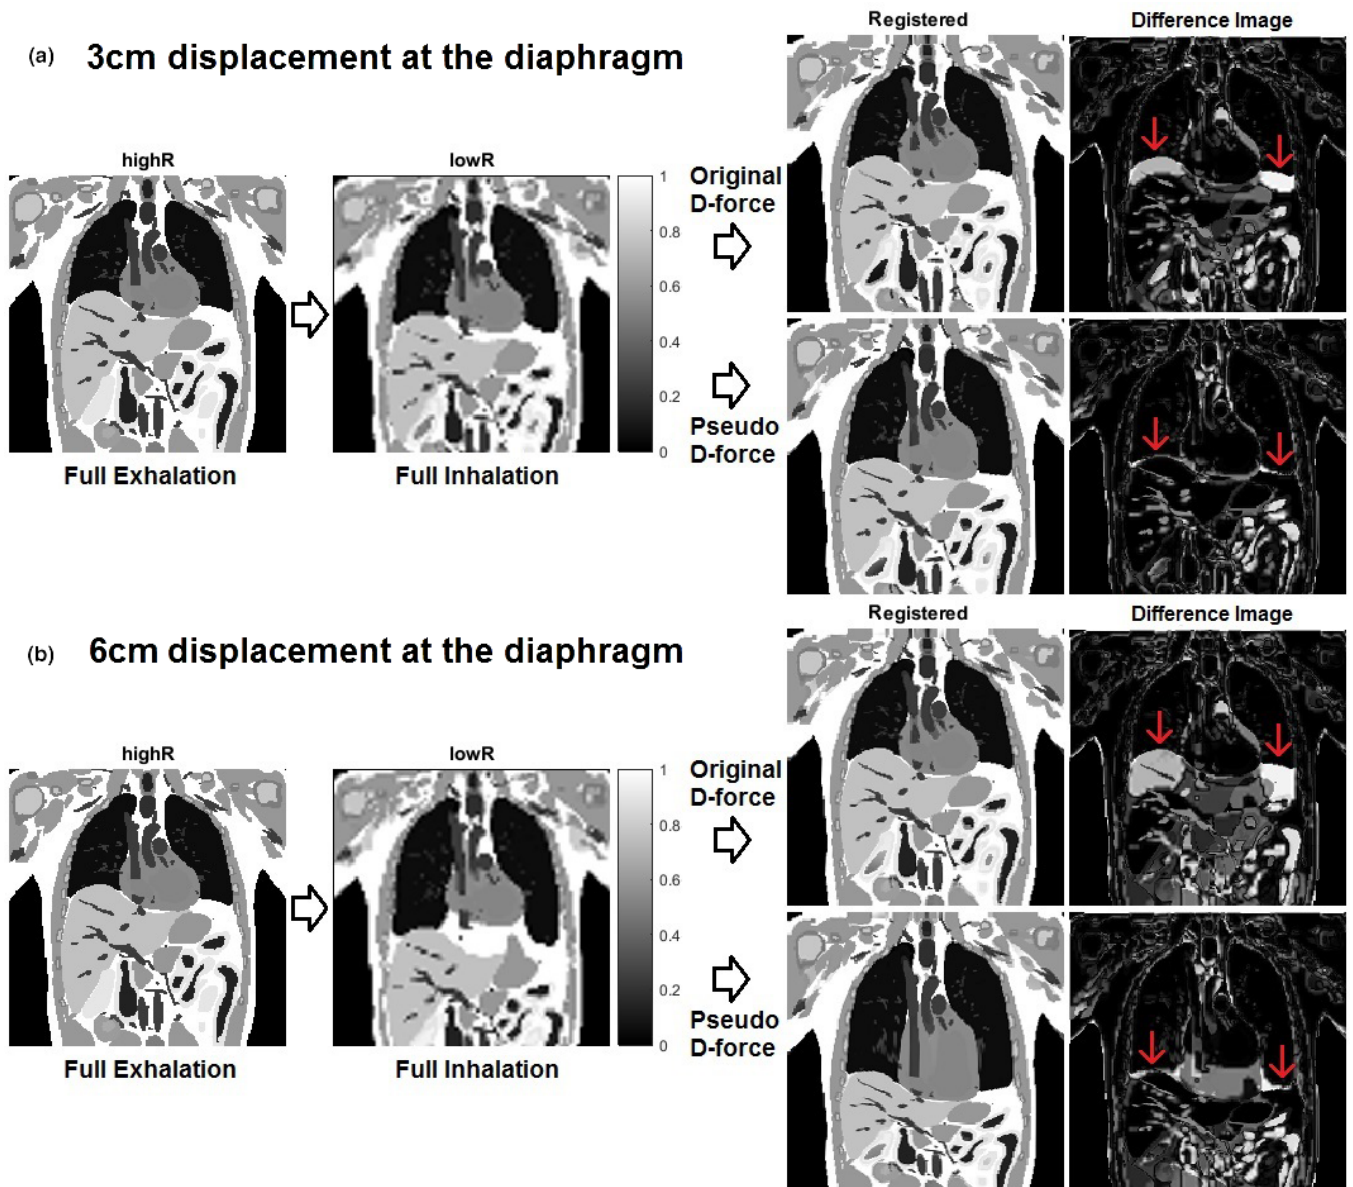 (a) 3cm displacement at the diaphragm
Registered Difference Image
highR lowR
1
0.8
0.6
0.4
0.2
0
Original
D-force
Pseudo
D-force
Full Exhalation Full Inhalation
(b) 6cm displacement at the diaphragm
Registered Difference Image
highR lowR
1
0.8
0.6
0.4
0.2
0
Original
D-force
Pseudo
D-force
Full Exhalation Full Inhalation